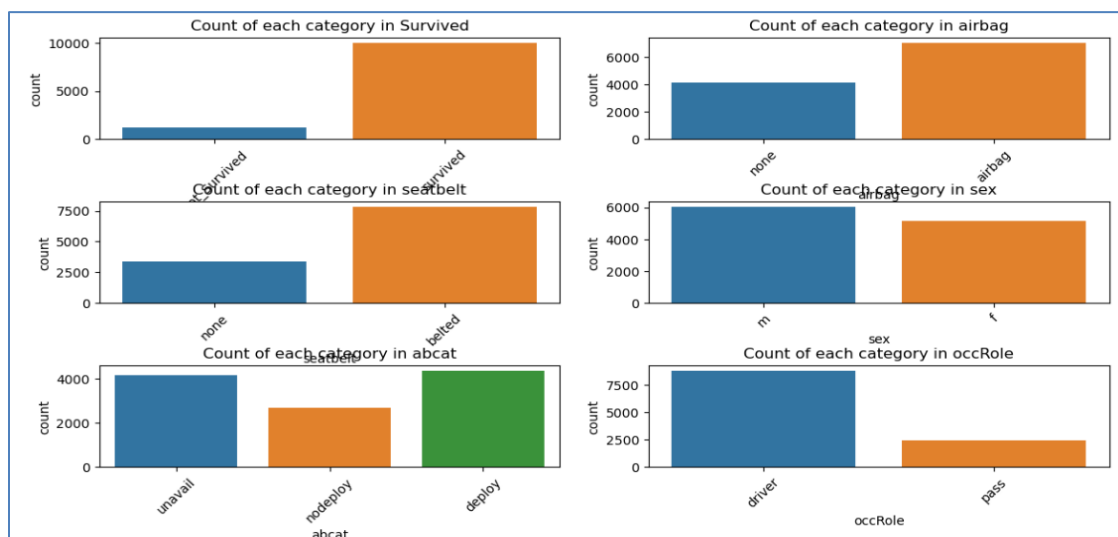 Count of each category in Survived
10000
5000
0
count
survived
Count of each category in airbag
6000
4000
2000
0
count
none
airbag
airbag
Count of each category in seatbelt
7500
5000
2500
0
count
none
belted
seatbelt
Count of each category in sex
6000
4000
2000
0
count
m
f
sex
Count of each category in abcat
4000
2000
0
count
unavail
nodeploy
deploy
abcat
Count of each category in occRole
7500
5000
2500
0
count
driver
pass
occRole